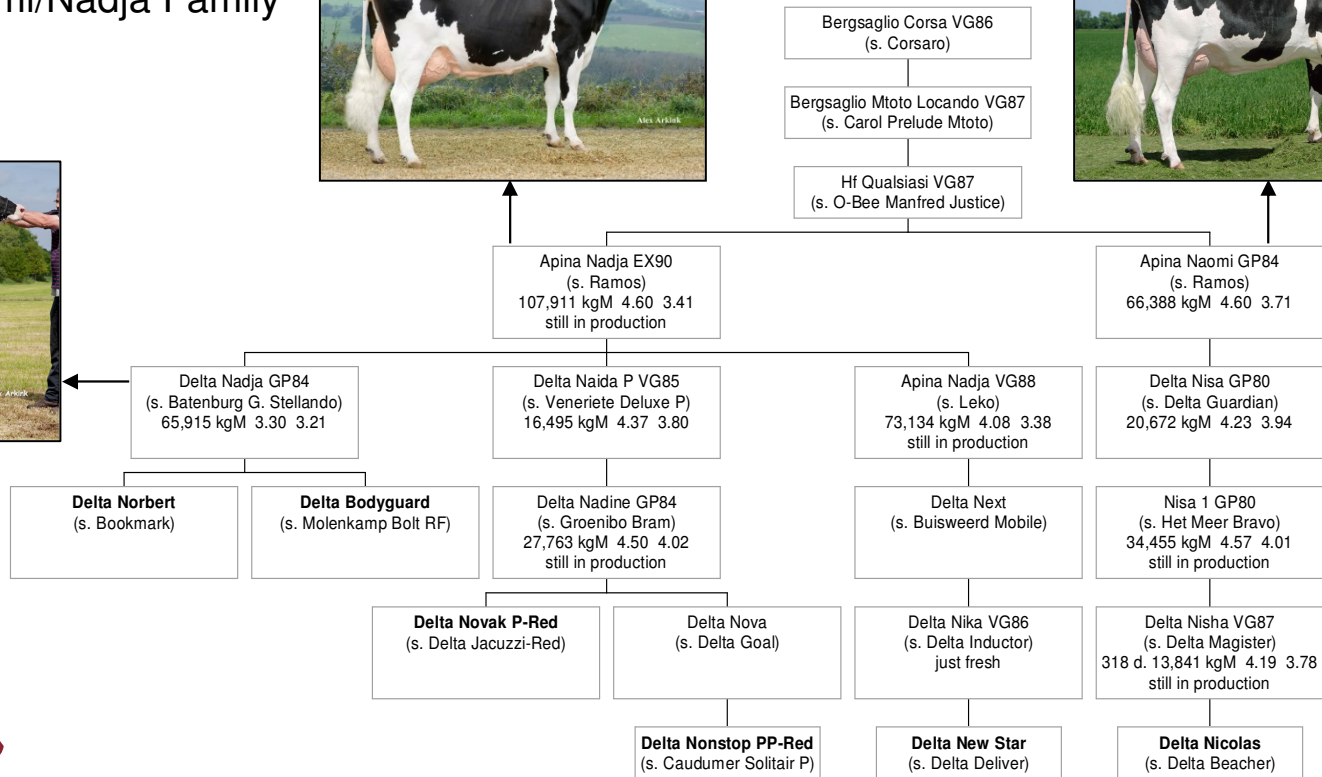 /Nadja Family
Alex Arkink
Bergsaglio Corsa VG86
(s. Corsaro)
Bergsaglio Mtoto Locando VG87
(s. Carol Prelude Mtoto)
Hf Qualsiasi VG87
(s. O-Bee Manfred Justice)
Apina Nadja EX90
(s. Ramos)
107,911 kgM 4.60 3.41
still in production
Apina Naomi GP84
(s. Ramos)
66,388 kgM 4.60 3.71
Arkink
Delta Nadja GP84
(s. Batenburg G. Stellando)
65,915 kgM 3.30 3.21
Delta Naida P VG85
(s. Veneriete Deluxe P)
16,495 kgM 4.37 3.80
Apina Nadja VG88
(s. Leko)
73,134 kgM 4.08 3.38
still in production
Delta Nisa GP80
(s. Delta Guardian)
20,672 kgM 4.23 3.94
Delta Norbert
(s. Bookmark)
Delta Bodyguard
(s. Molenkamp Bolt RF)
Delta Nadine GP84
(s. Groenibo Bram)
27,763 kgM 4.50 4.02
still in production
Delta Next
(s. Buisweerd Mobile)
Nisa 1 GP80
(s. Het Meer Bravo)
34,455 kgM 4.57 4.01
still in production
Delta Novak P-Red
(s. Delta Jacuzzi-Red)
Delta Nova
(s. Delta Goal)
Delta Nika VG86
(s. Delta Inductor)
just fresh
Delta Nisha VG87
(s. Delta Magister)
318 d. 13,841 kgM 4.19 3.78
still in production
Delta Nonstop PP-Red
(s. Caudumer Solitair P)
Delta New Star
(s. Delta Deliver)
Delta Nicolas
(s. Delta Beacher)